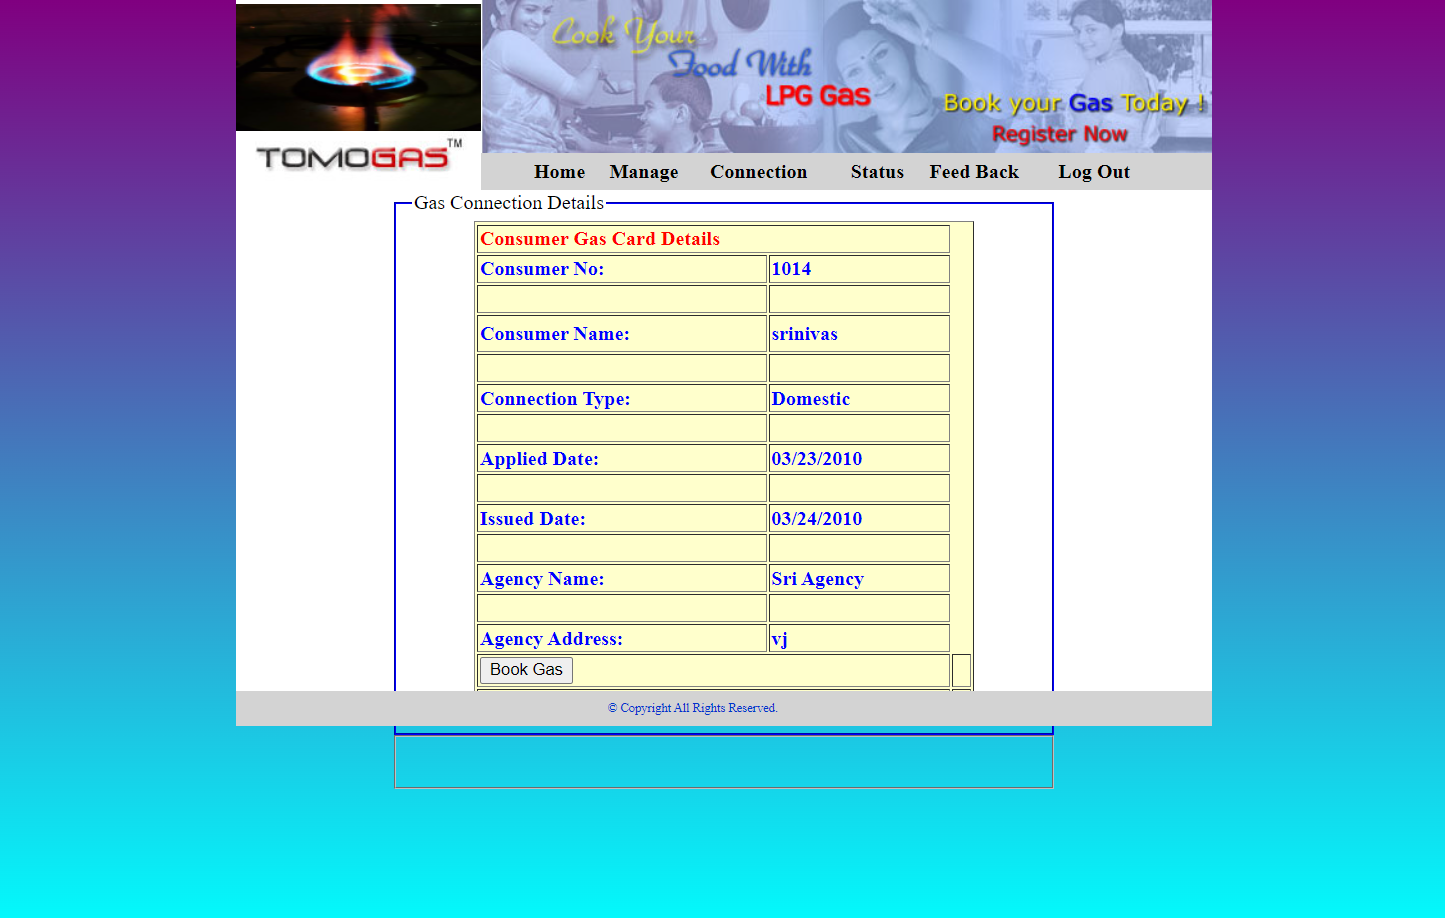 Cook Your
Food With
LPG Gas
Book your Gas Today !
Register Now
TOMOGAS™
Home Manage Connection Status Feed Back Log Out
Gas Connection Details
Consumer Gas Card Details
Consumer No: 1014
Consumer Name: srinivas
Connection Type: Domestic
Applied Date: 03/23/2010
Issued Date: 03/24/2010
Agency Name: Sri Agency
Agency Address: vj
Book Gas
© Copyright All Rights Reserved.